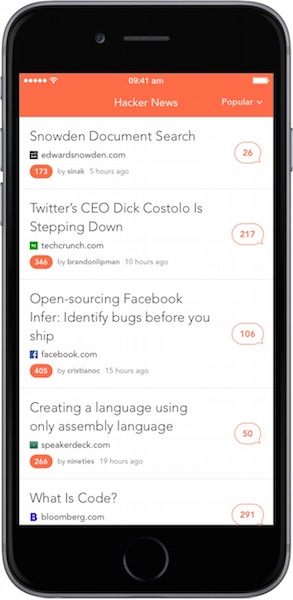 09:41 am
Hacker News
Popular
Snowden Document Search
edwardsnowden.com
173 by sinak 5 hours ago
26
Twitter’s CEO Dick Costolo Is
Stepping Down
techcrunch.com
346 by brandonlipman 10 hours ago
217
Open-sourcing Facebook
Infer: Identify bugs before you
ship
facebook.com
405 by cristianoc 15 hours ago
106
Creating a language using
only assembly language
speakerdeck.com
266 by nineties 19 hours ago
50
What Is Code?
B bloomberg.com
291